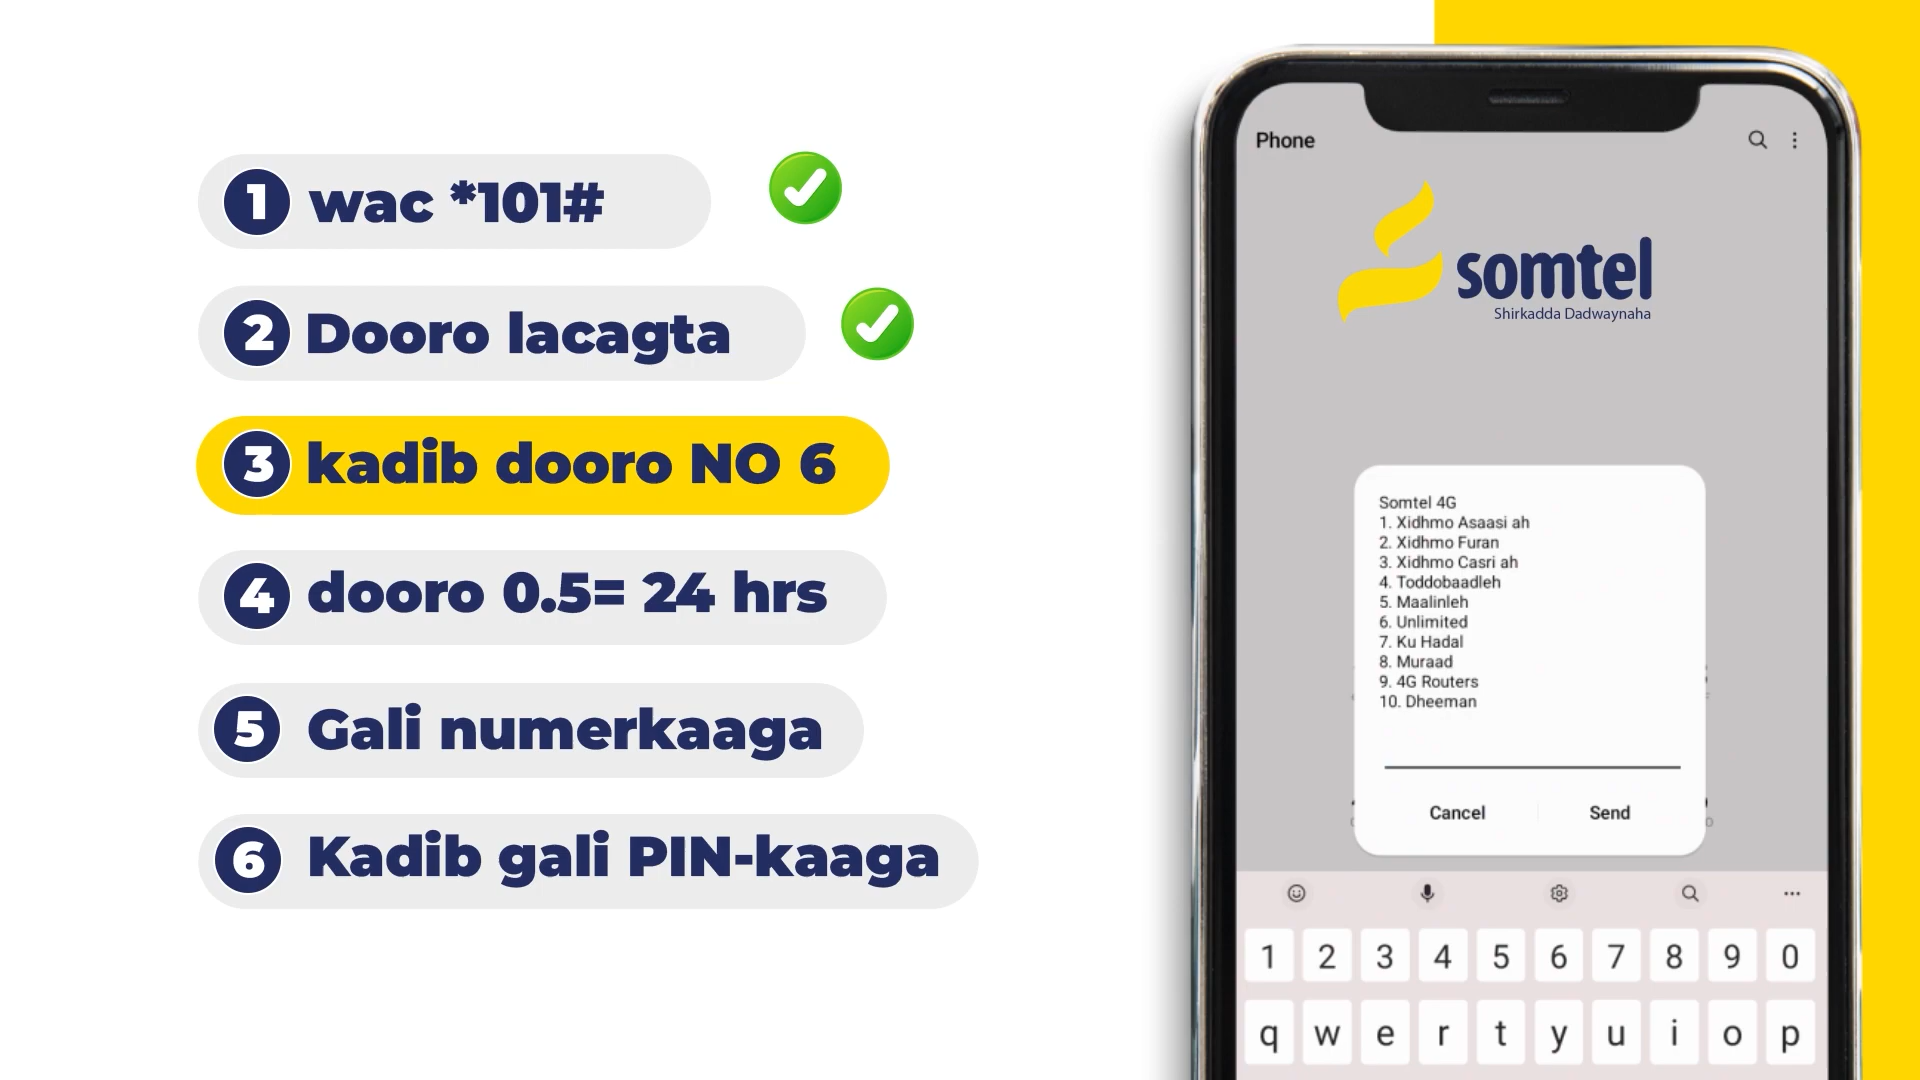 1 wac *101#
2 Dooro lacagta
3 kadib dooro NO 6
4 dooro 0.5= 24 hrs
5 Gali numerkaaga
6 Kadib gali PIN-kaaga
Phone
somtel
Shirkadda Dadwaynaha
Somtel 4G
1. Xidhmo Asaasi ah
2. Xidhmo Furan
3. Xidhmo Casri ah
4. Toddobaadleh
5. Maalinleh
6. Unlimited
7. Ku Hadal
8. Muraad
9. 4G Routers
10. Dheeman
Cancel Send
1 2 3 4 5 6 7 8 9 0
q w e r t y u i o p